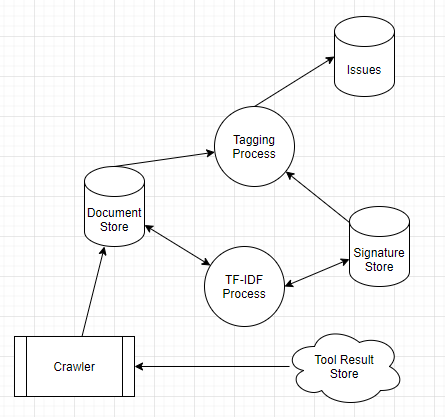 Issues
Tagging
Process
Document
Store
Signature
Store
TF-IDF
Process
Crawler
Tool Result
Store